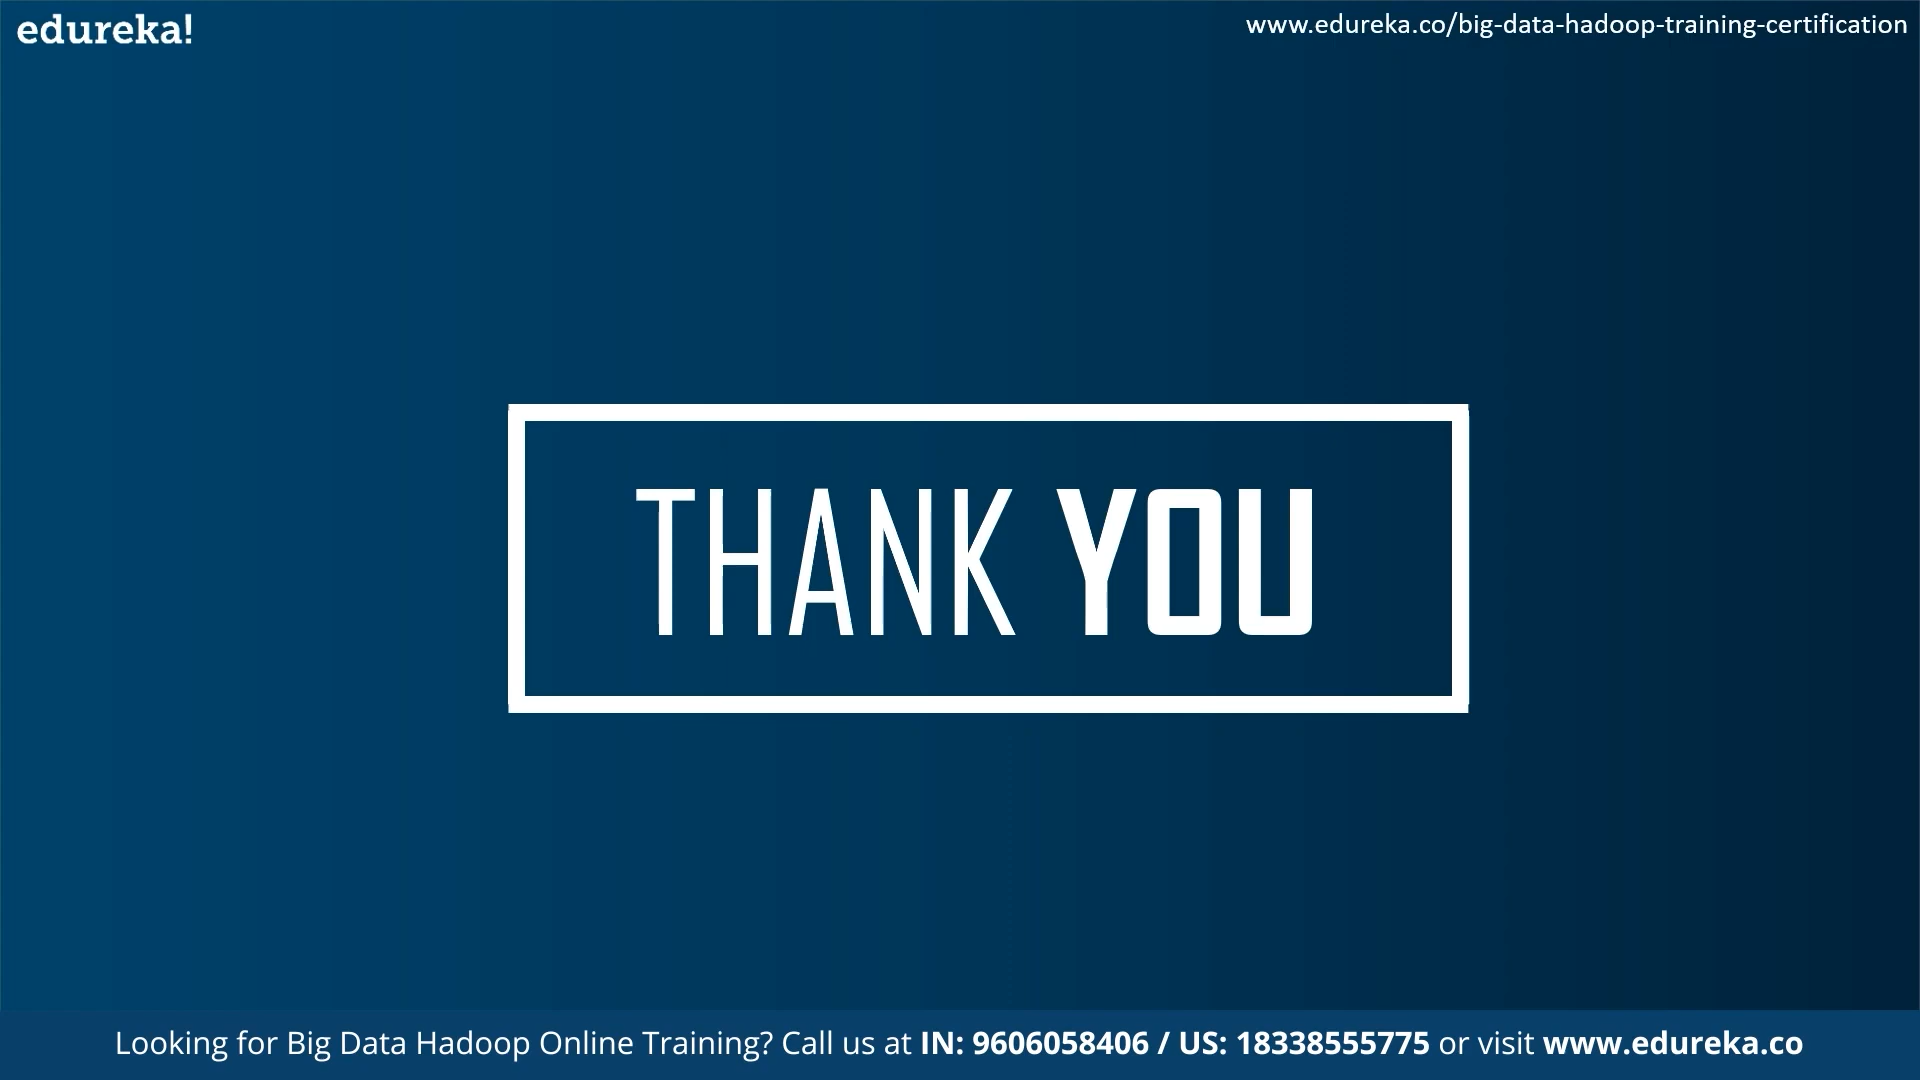 edureka!
www.edureka.co/big-data-hadoop-training-certification
THANK YOU
Looking for Big Data Hadoop Online Training? Call us at IN: 9606058406 / US: 18338555775 or visit www.edureka.co